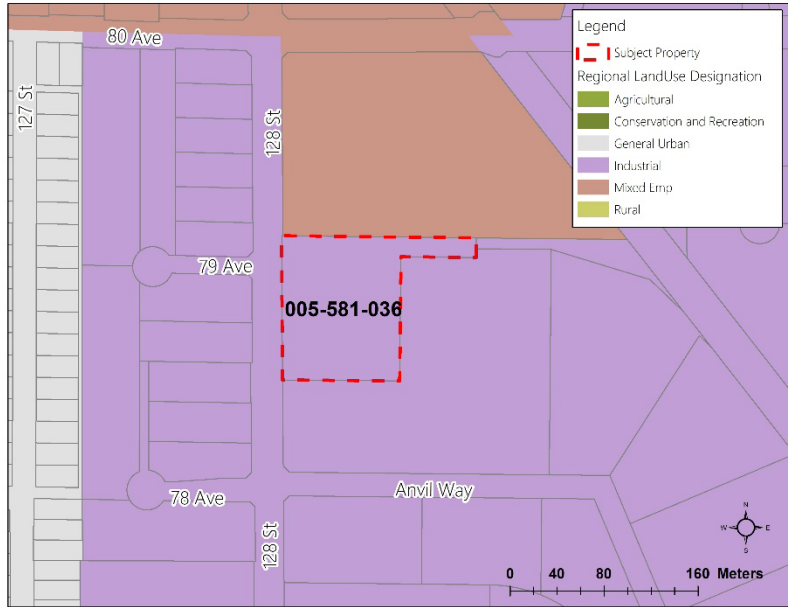 80 Ave
127 St
128 St
Legend
Subject Property
Regional LandUse Designation
Agricultural
Conservation and Recreation
General Urban
Industrial
Mixed Emp
Rural
79 Ave
005-581-036
78 Ave
Anvil Way
128 St
N
W E
S
0 40 80 160 Meters